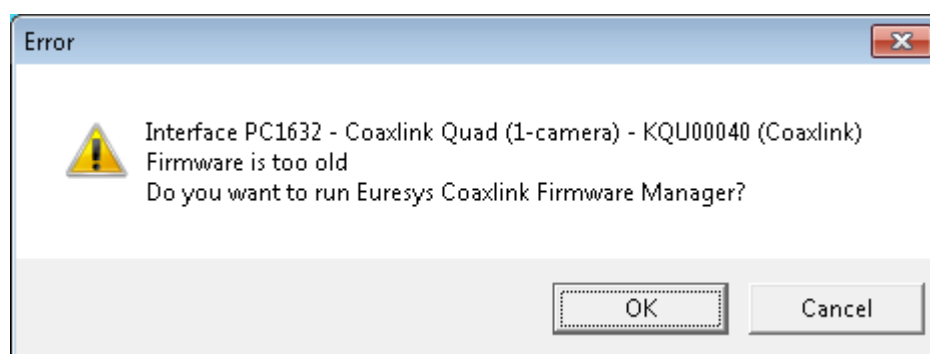 Error
Interface PC1632 - Coaxlink Quad (1-camera) - KQU00040 (Coaxlink)
Firmware is too old
Do you want to run Euresys Coaxlink Firmware Manager?
OK
Cancel